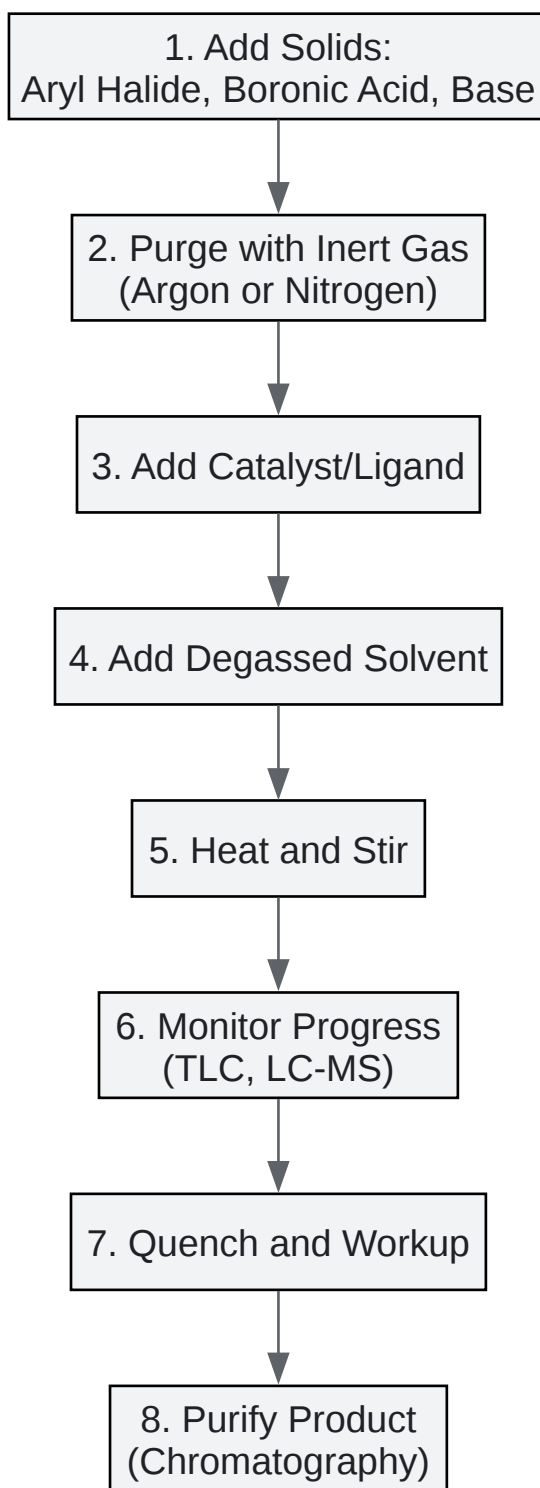 1. Add Solids:
Aryl Halide, Boronic Acid, Base
2. Purge with Inert Gas
(Argon or Nitrogen)
3. Add Catalyst/Ligand
4. Add Degassed Solvent
5. Heat and Stir
6. Monitor Progress
(TLC, LC-MS)
7. Quench and Workup
8. Purify Product
(Chromatography)